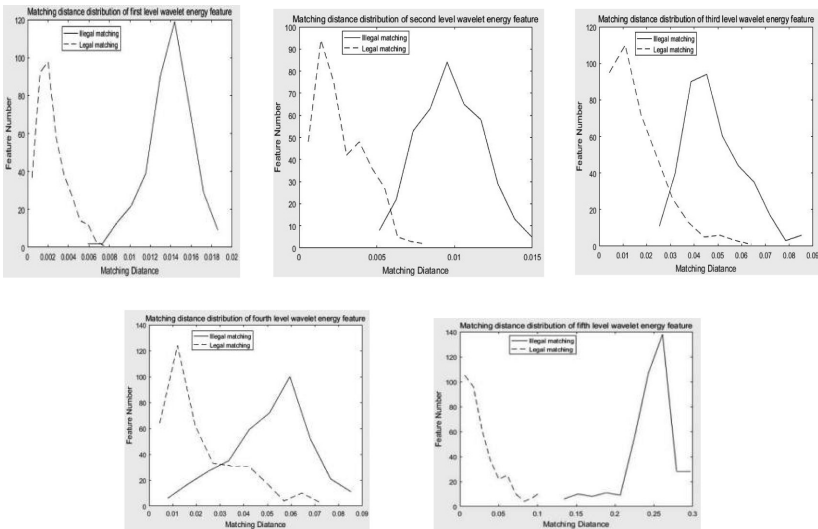 Matching distance distribution of first level wavelet energy feature
Illegal matching
Legal matching
Feature Number
120
100
80
60
40
20
0
0 0.002 0.004 0.006 0.008 0.01 0.012 0.014 0.016 0.018 0.02
Matching Diatance
Matching distance distribution of second level wavelet energy feature
Illegal matching
Legal matching
Feature Number
100
90
80
70
60
50
40
30
20
10
0
0.005 0.01 0.015
Matching Diatance
Matching distance distribution of third level wavelet energy feature
Illegal matching
Legal matching
Feature Number
120
100
80
60
40
20
0
0 0.01 0.02 0.03 0.04 0.05 0.06 0.07 0.08 0.09
Matching Diatance
Matching distance distribution of fourth level wavelet energy feature
Illegal matching
Legal matching
Feature Number
140
120
100
80
60
40
20
0
0 0.01 0.02 0.03 0.04 0.05 0.06 0.07 0.08 0.09
Matching Diatance
Matching distance distribution of fifth level wavelet energy feature
Illegal matching
Legal matching
Feature Number
140
120
100
80
60
40
20
0
0 0.05 0.1 0.15 0.2 0.25 0.3
Matching Diatance